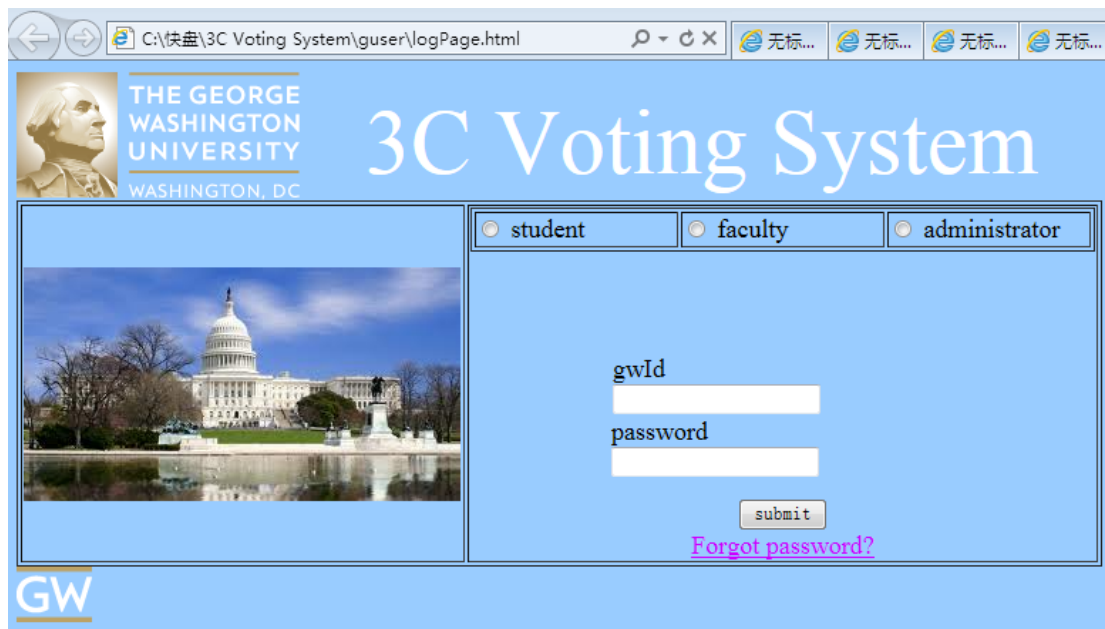 C:\快盘\3C Voting System\guser\logPage.html
无标...
无标...
无标...
无标...
THE GEORGE
WASHINGTON
UNIVERSITY
WASHINGTON, DC
3C Voting System
student
faculty
administrator
gwId
password
submit
Forgot password?
GW